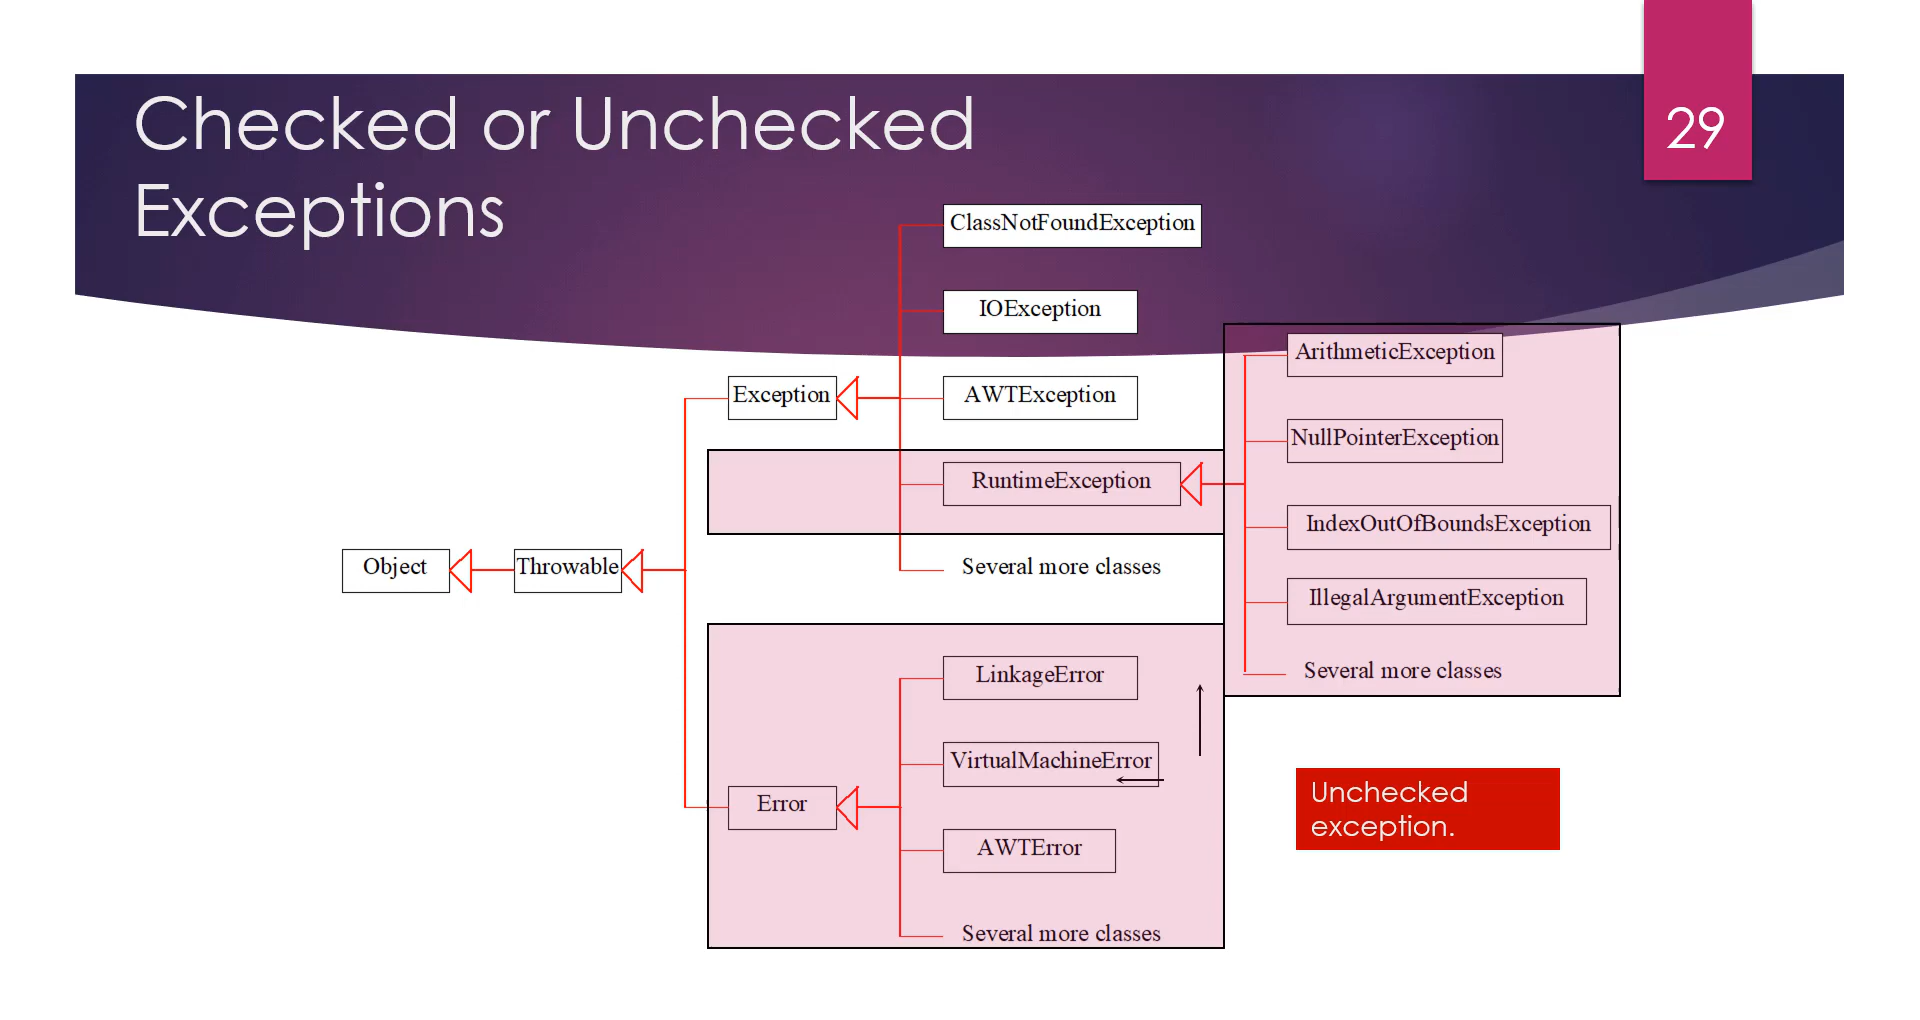 Checked or Unchecked
Exceptions
29
ClassNotFoundException
IOException
ArithmeticException
Exception
AWTException
NullPointerException
RuntimeException
IndexOutOfBoundsException
Object
Throwable
Several more classes
IllegalArgumentException
LinkageError
Several more classes
VirtualMachineError
Error
Unchecked
exception.
AWTError
Several more classes